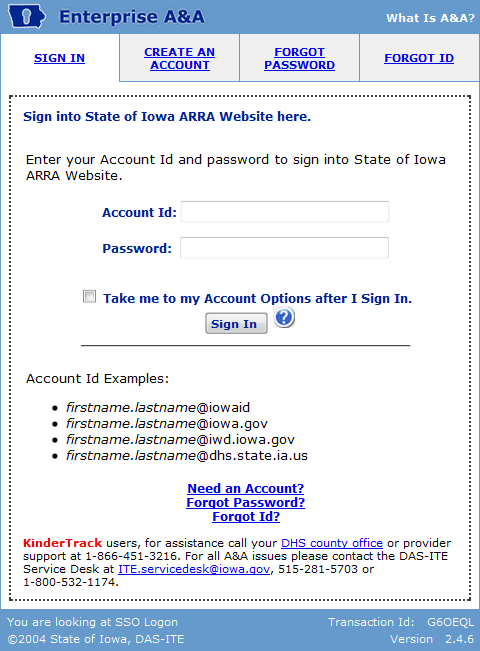 Enterprise A&A
What Is A&A?
SIGN IN
CREATE AN
ACCOUNT
FORGOT
PASSWORD
FORGOT ID
Sign into State of Iowa ARRA Website here.
Enter your Account Id and password to sign into State of Iowa
ARRA Website.
Account Id:
Password:
Take me to my Account Options after I Sign In.
Sign In ?
Account Id Examples:
• firstname.lastname@iowaid
• firstname.lastname@iowa.gov
• firstname.lastname@iwd.iowa.gov
• firstname.lastname@dhs.state.ia.us
Need an Account?
Forgot Password?
Forgot Id?
KinderTrack users, for assistance call your DHS county office or provider
support at 1-866-451-3216. For all A&A issues please contact the DAS-ITE
Service Desk at ITE.servicedesk@iowa.gov, 515-281-5703 or
1-800-532-1174.
You are looking at SSO Logon
Transaction Id: G6OEQL
©2004 State of Iowa, DAS-ITE
Version 2.4.6